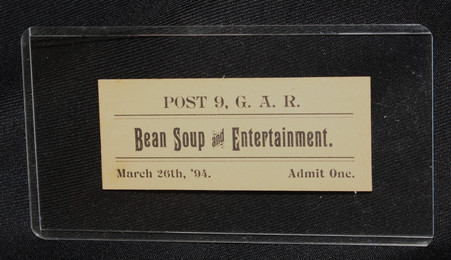 POST 9, G. A. R.
Bean Soup and Entertainment.
March 26th, '94. Admit One.